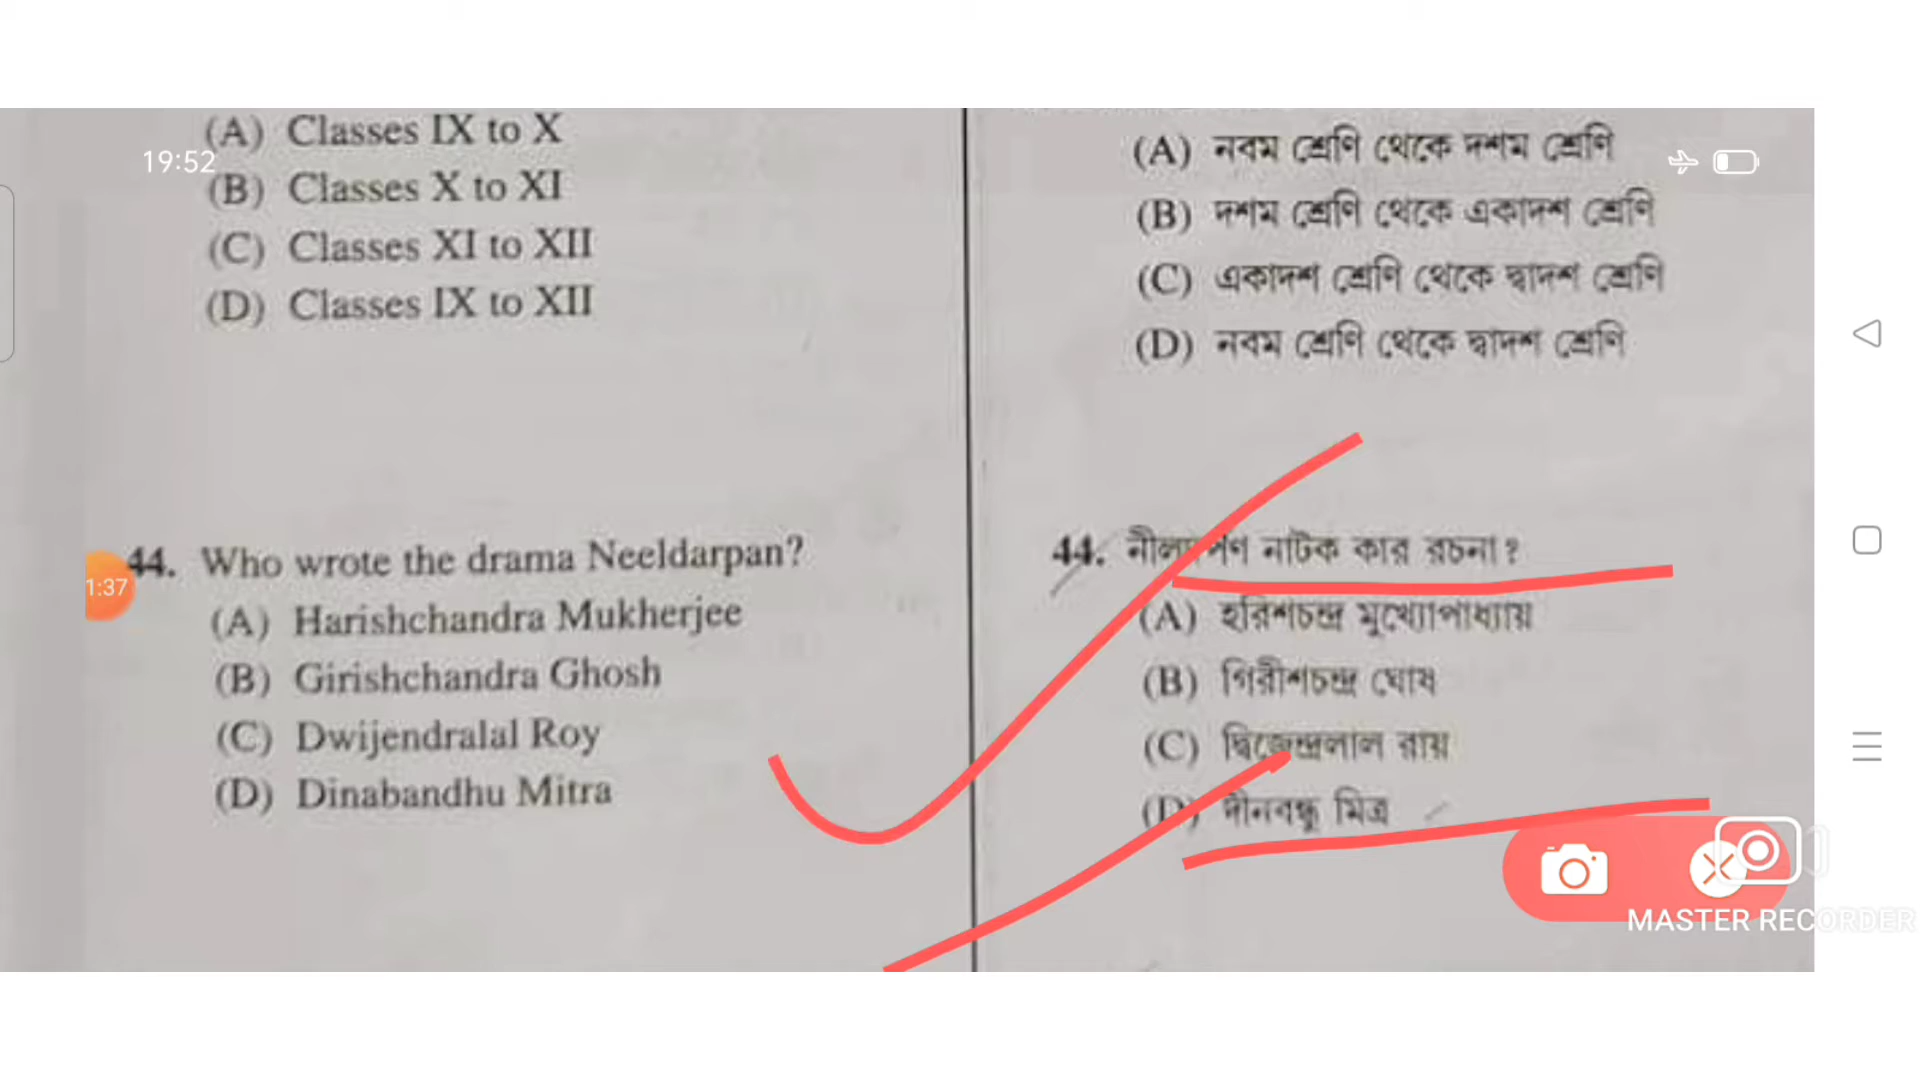 (A) Classes IX to X
19:52
(B) Classes X to XI
(C) Classes XI to XII
(D) Classes IX to XII
44. Who wrote the drama Neeldarpan?
1:37
(A) Harishchandra Mukherjee
(B) Girishchandra Ghosh
(C) Dwijendralal Roy
(D) Dinabandhu Mitra
(A) নবম শ্রেণি থেকে দশম শ্রেণি
(B) দশম শ্রেণি থেকে একাদশ শ্রেণি
(C) একাদশ শ্রেণি থেকে দ্বাদশ শ্রেণি
(D) নবম শ্রেণি থেকে দ্বাদশ শ্রেণি
44. নাটক কার রচনা ?
(A) হরিশচন্দ্র মুখ্যোপাধ্যায়
(B) গিরীশচন্দ্র ঘোষ
(C) দ্বিজেন্দ্রলাল রায়
(D) দীনবন্ধু মিত্র
MASTER RECORDER